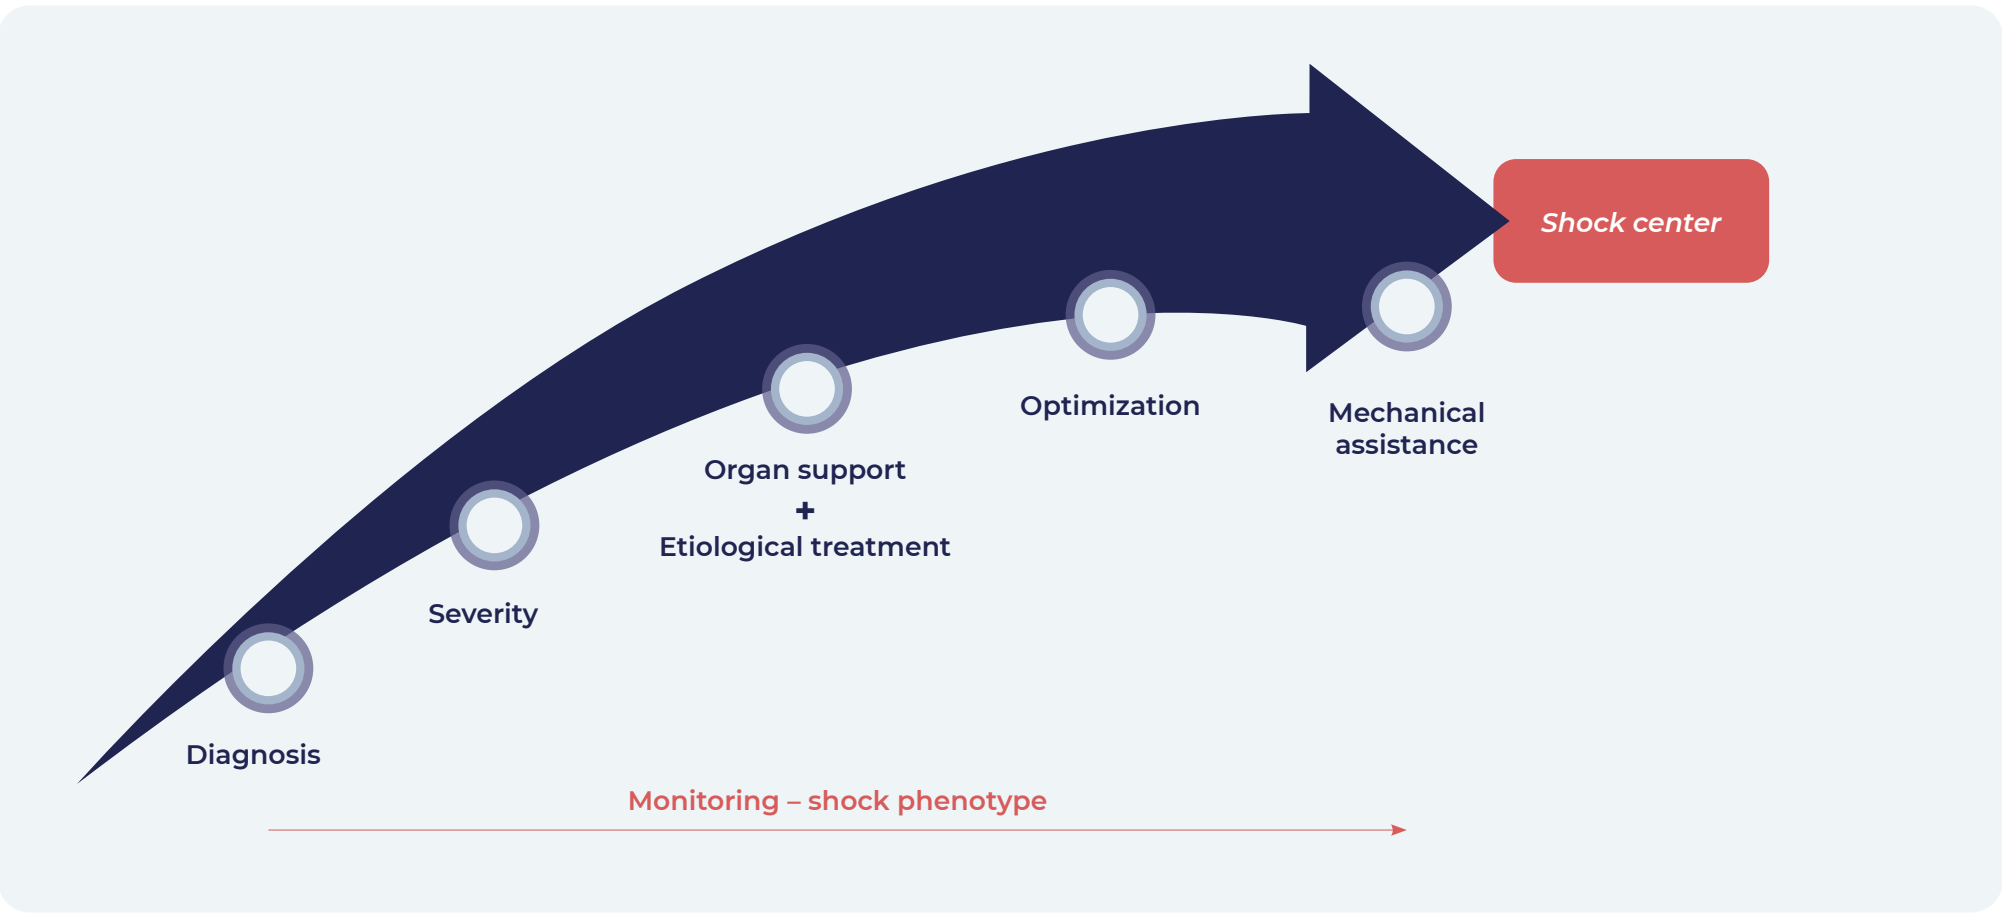 Shock center
Optimization
Mechanical
assistance
Organ support
+
Etiological treatment
Severity
Diagnosis
Monitoring – shock phenotype